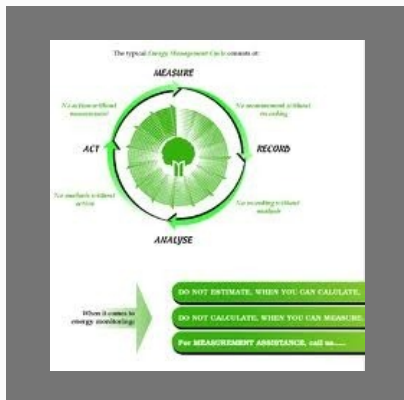 The typical Energy Management Cycle consists of:
MEASURE
No action without
measurement
No measurement without
recording
ACT
RECORD
No analysis without
action
No recording without
analysis
ANALYSE
DO NOT ESTIMATE, WHEN YOU CAN CALULATE.
When it comes to
energy monitoring:
DO NOT CALCULATE, WHEN YOU CAN MEASURE.
For MEASUREMENT ASSISTANCE, call us.....